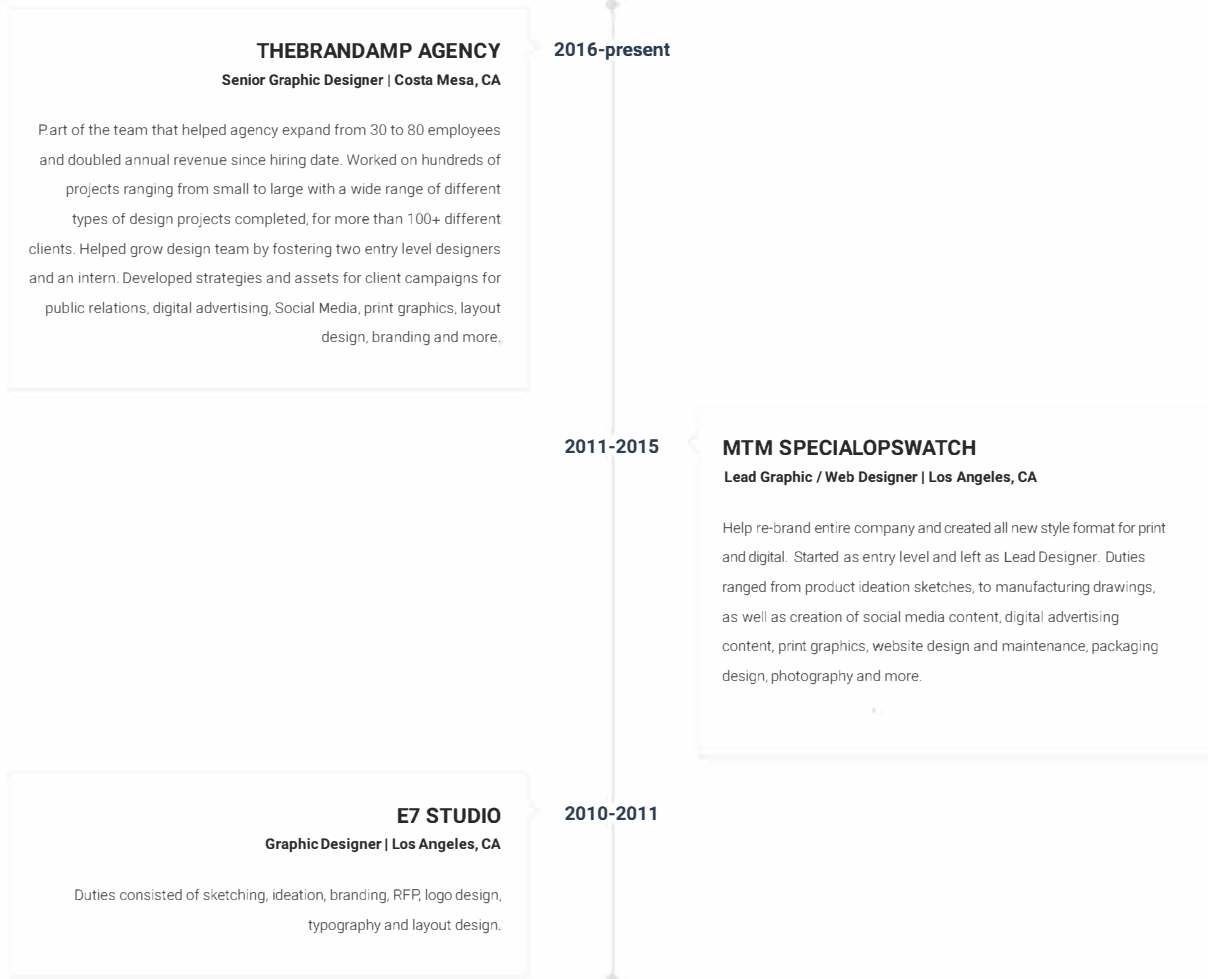 THEBRANDAMP AGENCY
2016-present
Senior Graphic Designer | Costa Mesa, CA
P.art of the team that helped agency expand from 30 to 80 employees
and doubled annual revenue since hiring date. Worked on hundreds of
projects ranging from small to large with a wide range of different
types of design projects completed, for more than 100+ different
clients. Helped grow design team by fostering two entry level designers
and an intern. Developed strategies and assets for client campaigns for
public relations, digital advertising, Social Media, print graphics, layout
design, branding and more.
2011-2015
MTM SPECIALOPSWATCH
Lead Graphic / Web Designer | Los Angeles, CA
Help re-brand entire company and created all new style format for print
and digital. Started as entry level and left as Lead Designer. Duties
ranged from product ideation sketches, to manufacturing drawings,
as well as creation of social media content, digital advertising
content, print graphics, website design and maintenance, packaging
design, photography and more.
E7 STUDIO
2010-2011
Graphic Designer | Los Angeles, CA
Duties consisted of sketching, ideation, branding, RFP, logo design,
typography and layout design.